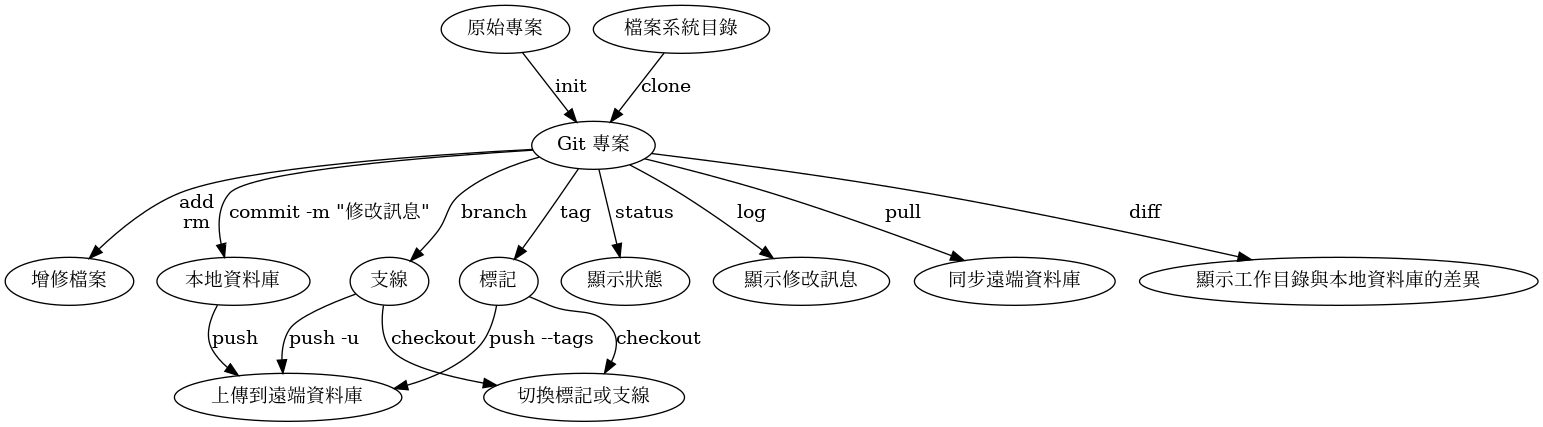 原始專案
檔案系統目錄
init
clone
Git 專案
add
rm
commit -m "修改訊息"
branch
tag
status
log
pull
diff
增修檔案
本地資料庫
支線
標記
顯示狀態
顯示修改訊息
同步遠端資料庫
顯示工作目錄與本地資料庫的差異
push
push -u
checkout
push --tags
checkout
上傳到遠端資料庫
切換標記或支線